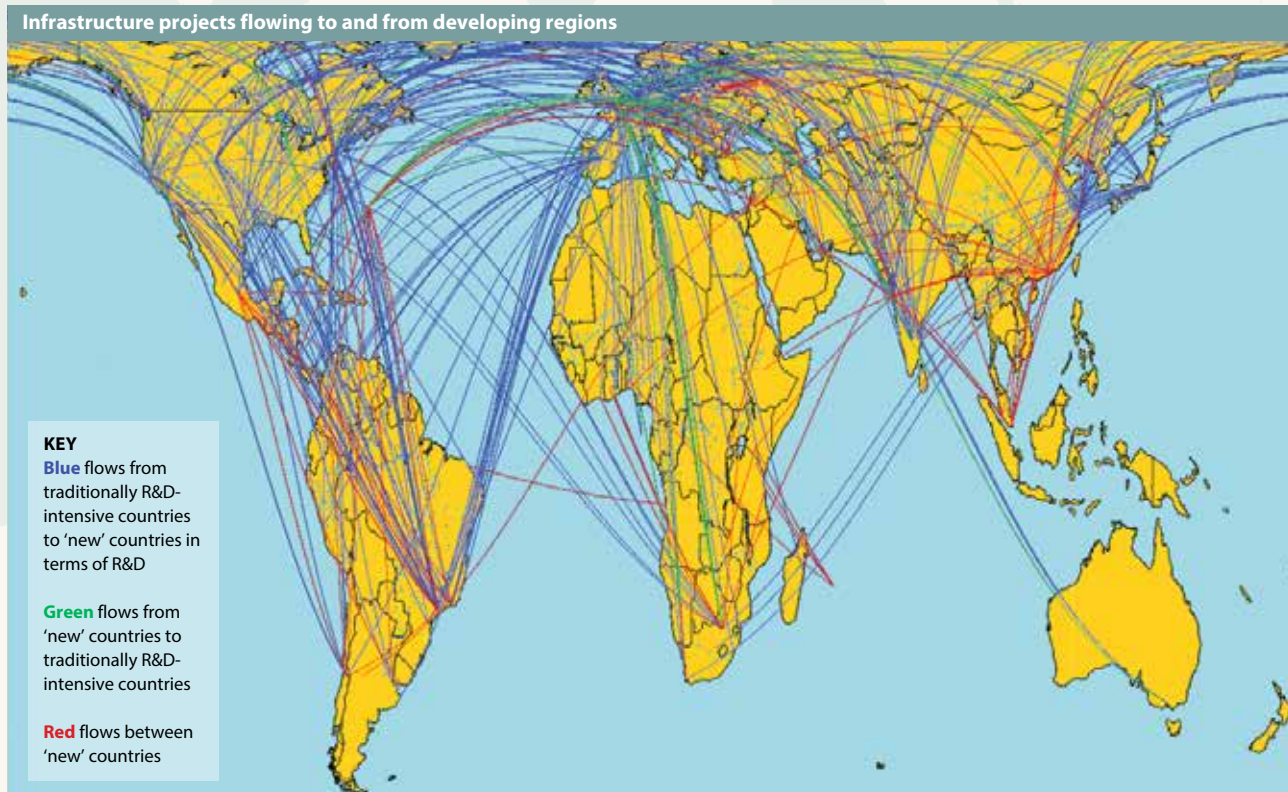 Infrastructure projects flowing to and from developing regions
KEY
Blue flows from
traditionally R&D-
intensive countries
to ‘new’ countries in
terms of R&D
Green flows from
‘new’ countries to
traditionally R&D-
intensive countries
Red flows between
‘new’ countries